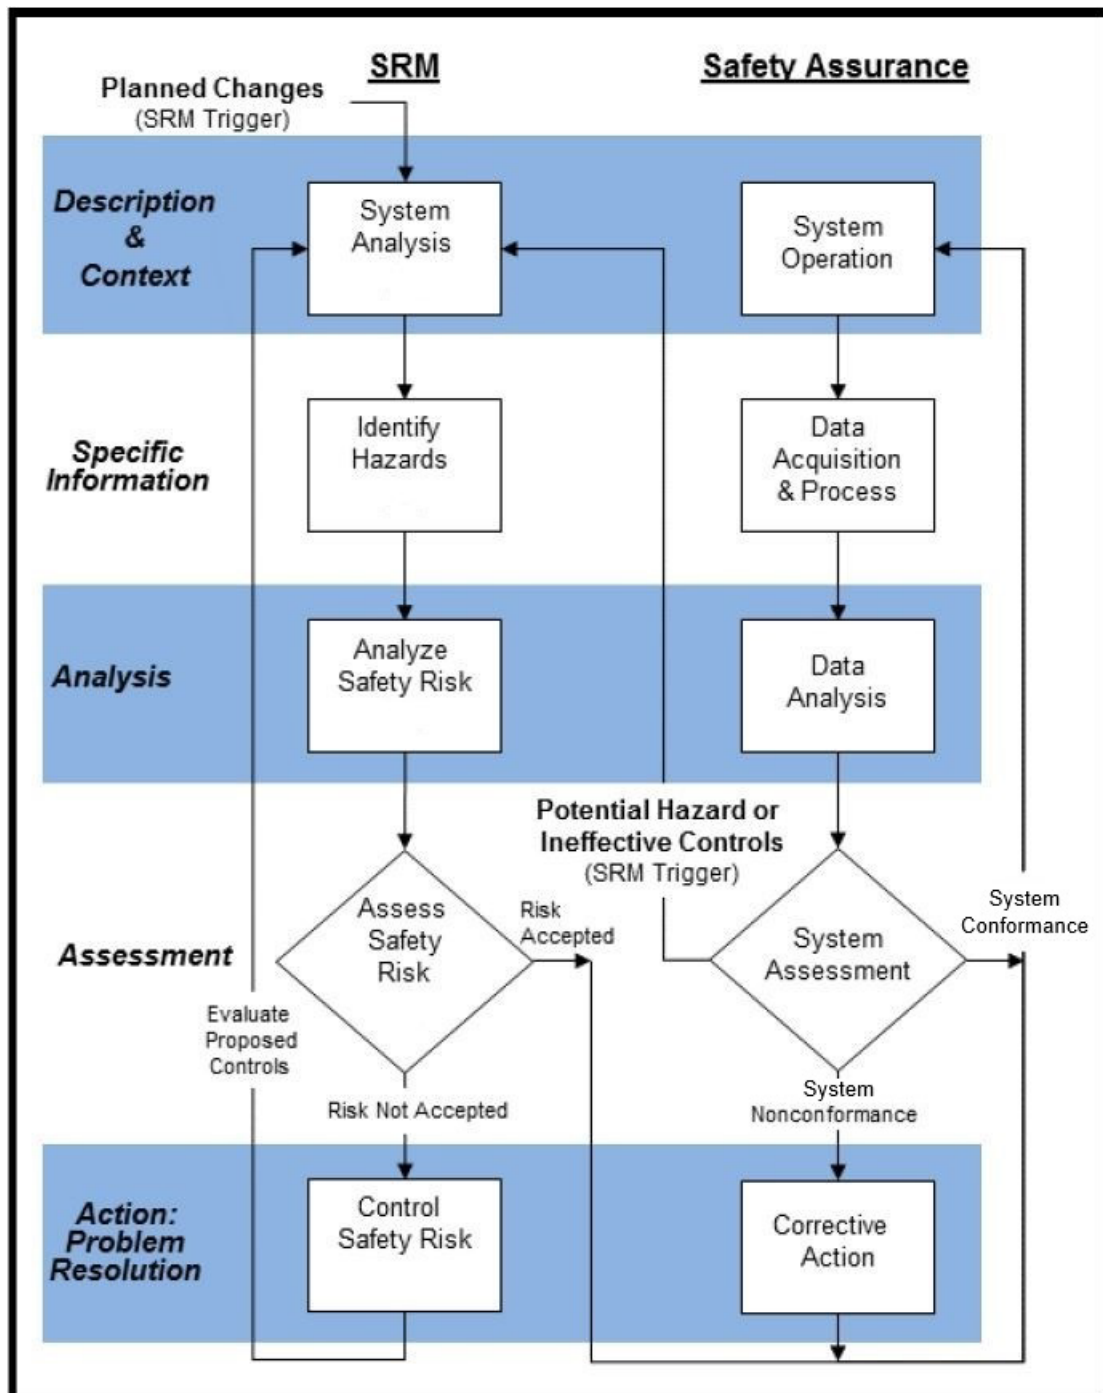 SRM
Safety Assurance
Planned Changes
(SRM Trigger)
Description
&
Context
System
Analysis
System
Operation
Specific
Information
Identify
Hazards
Data
Acquisition
& Process
Analysis
Analyze
Safety Risk
Data
Analysis
Potential Hazard or
Ineffective Controls
(SRM Trigger)
Assessment
Assess
Safety
Risk
Risk
Accepted
System
Assessment
System
Conformance
Evaluate
Proposed
Controls
Risk Not Accepted
System
Nonconformance
Action:
Problem
Resolution
Control
Safety Risk
Corrective
Action